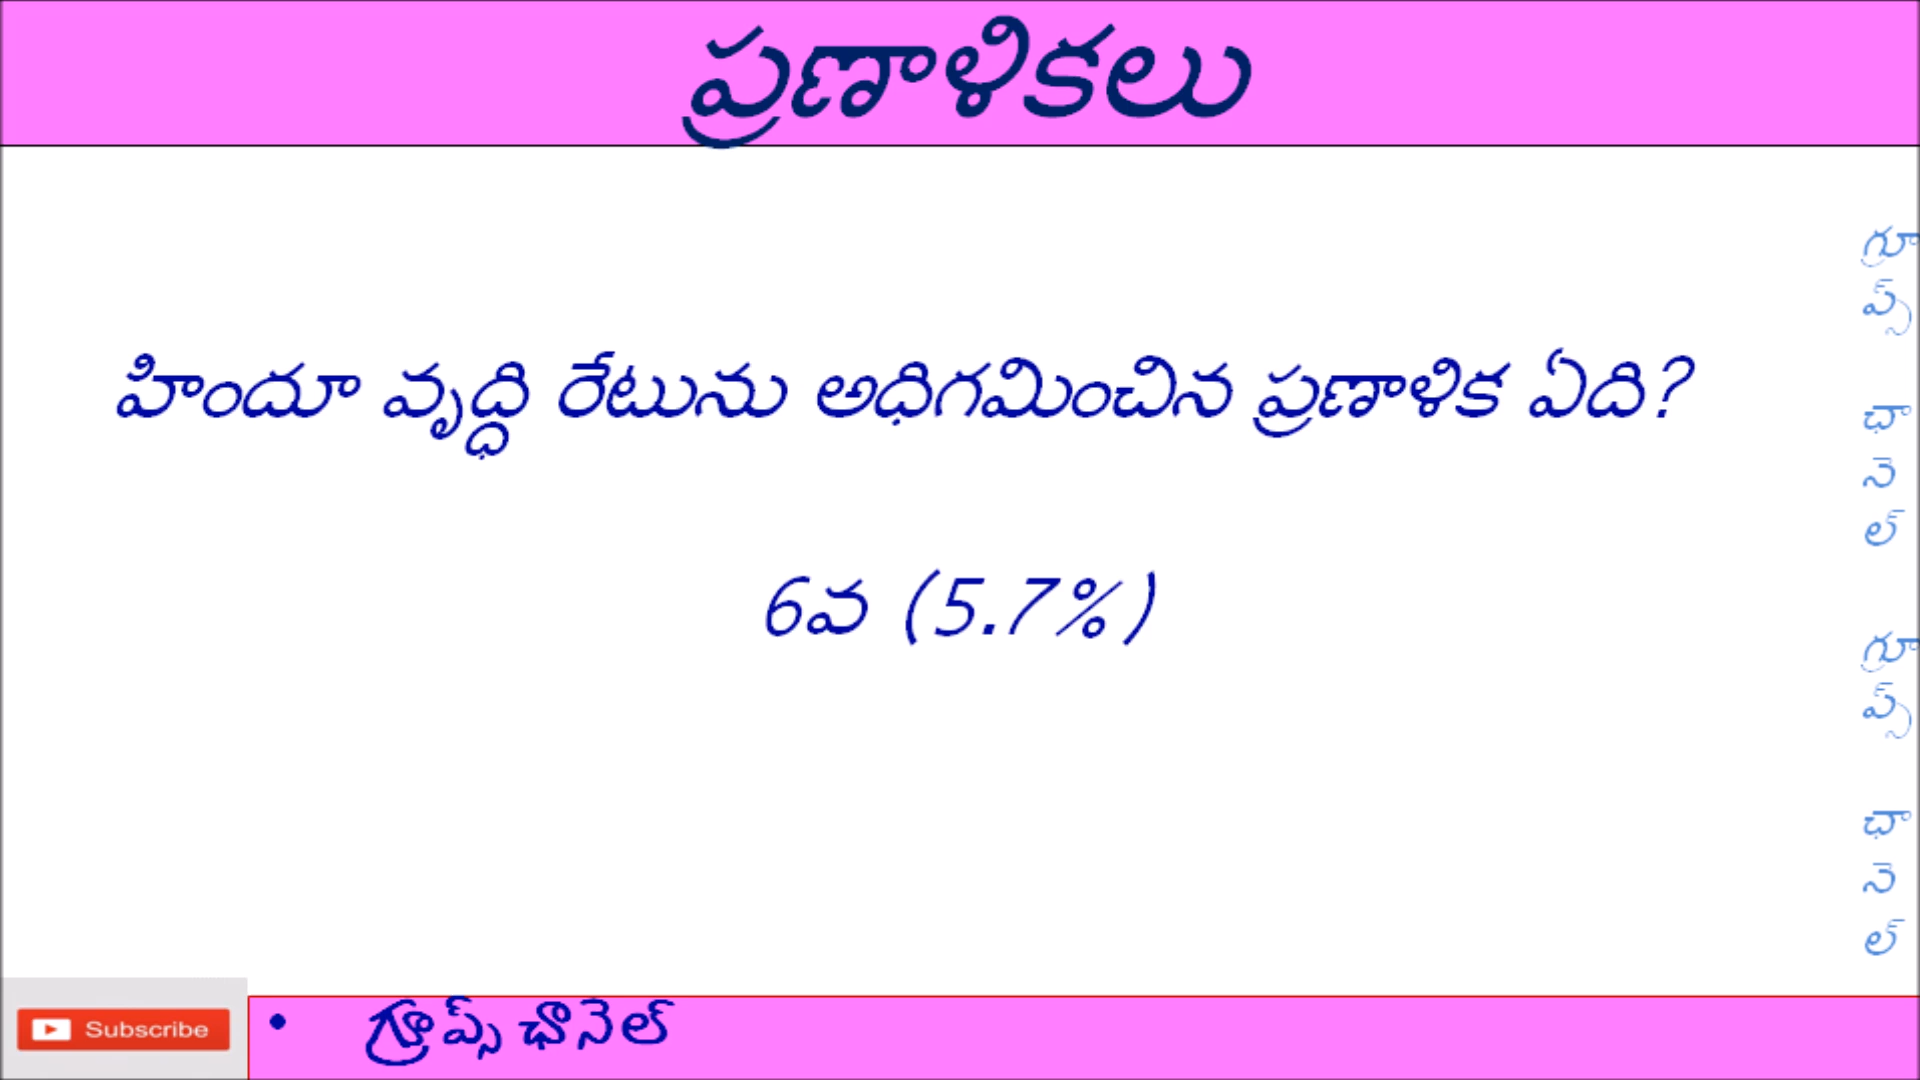 ప్రణాళికలు
హిందూ వృద్ధి రేటును అధిగమించిన ప్రణాళిక ఏది?
6వ (5.7%)
గ్రూ
ప్స్
ఛా
నె
ల్
గ్రూ
ప్స్
ఛా
నె
ల్
Subscribe
• గ్రూప్స్ ఛానెల్